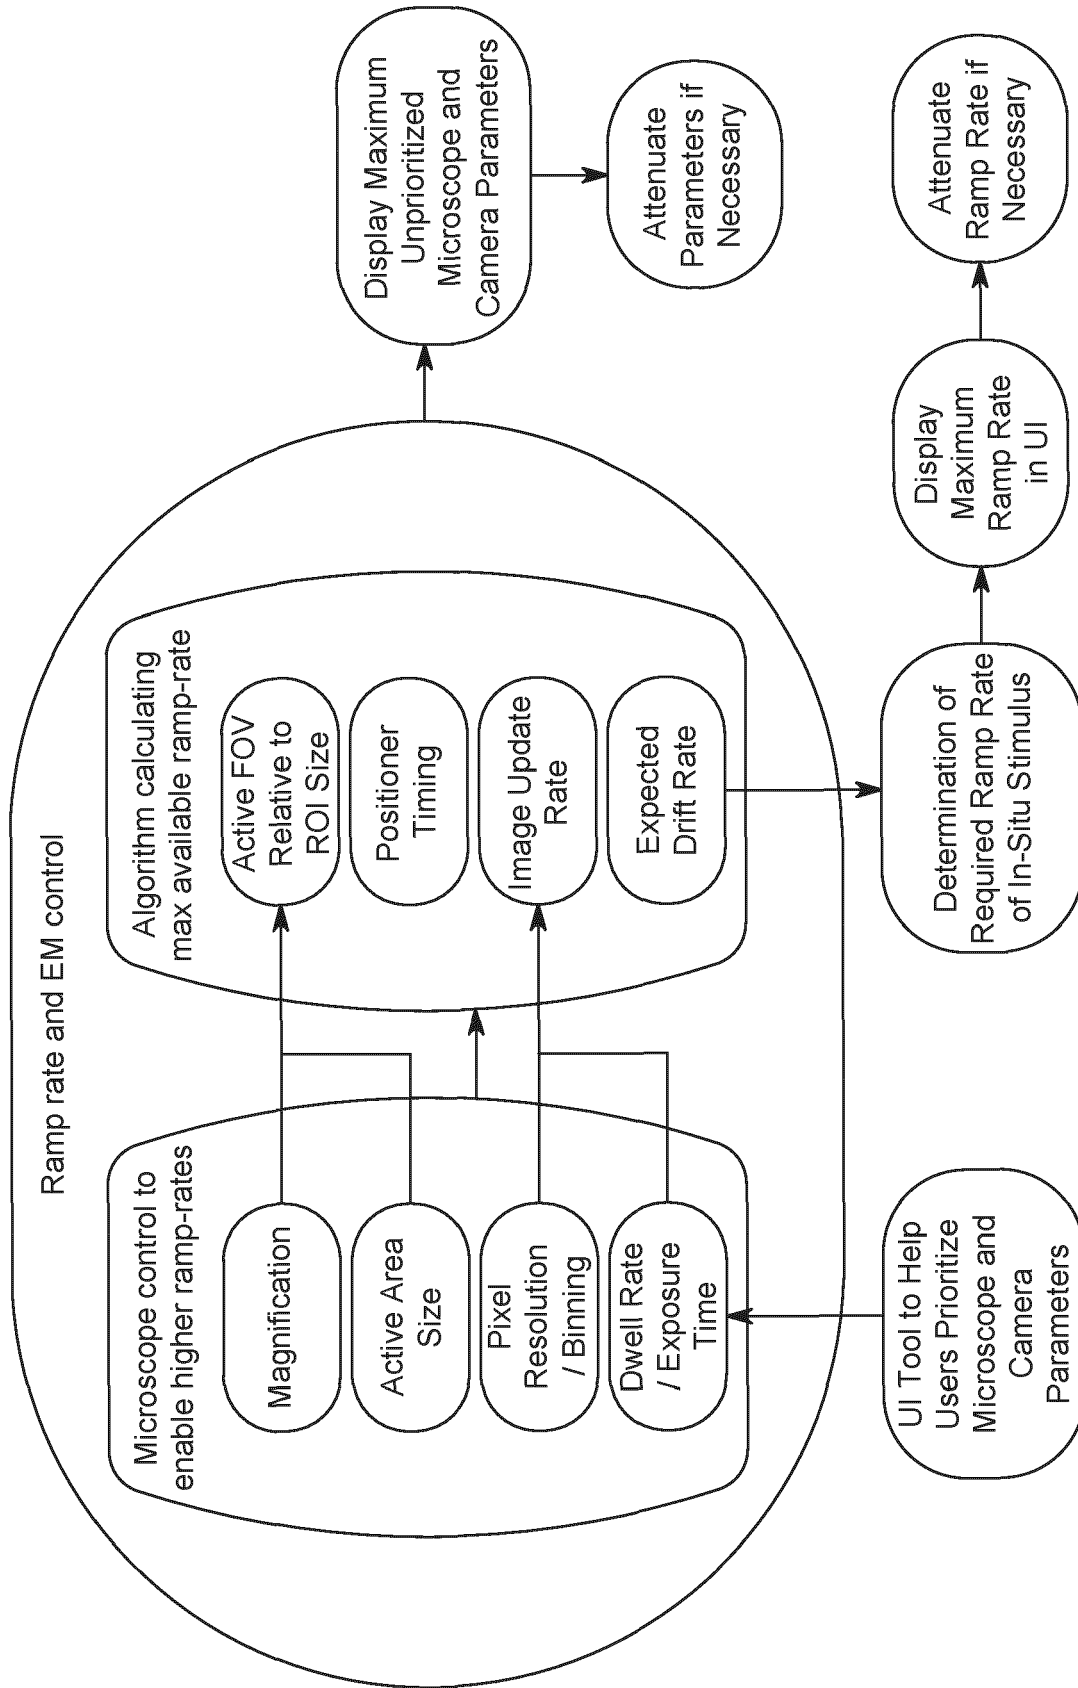 Ramp rate and EM control
Microscope control to
enable higher ramp-rates
Magnification
Active Area
Size
Pixel
Resolution
/ Binning
Dwell Rate
/ Exposure
Time
Algorithm calculating
max available ramp-rate
Active FOV
Relative to
ROI Size
Positioner
Timing
Image Update
Rate
Expected
Drift Rate
Display Maximum
Unprioritized
Microscope and
Camera Parameters
Attenuate
Parameters if
Necessary
UI Tool to Help
Users Prioritize
Microscope and
Camera
Parameters
Determination of
Required Ramp Rate
of In-Situ Stimulus
Display
Maximum
Ramp Rate
in UI
Attenuate
Ramp Rate if
Necessary